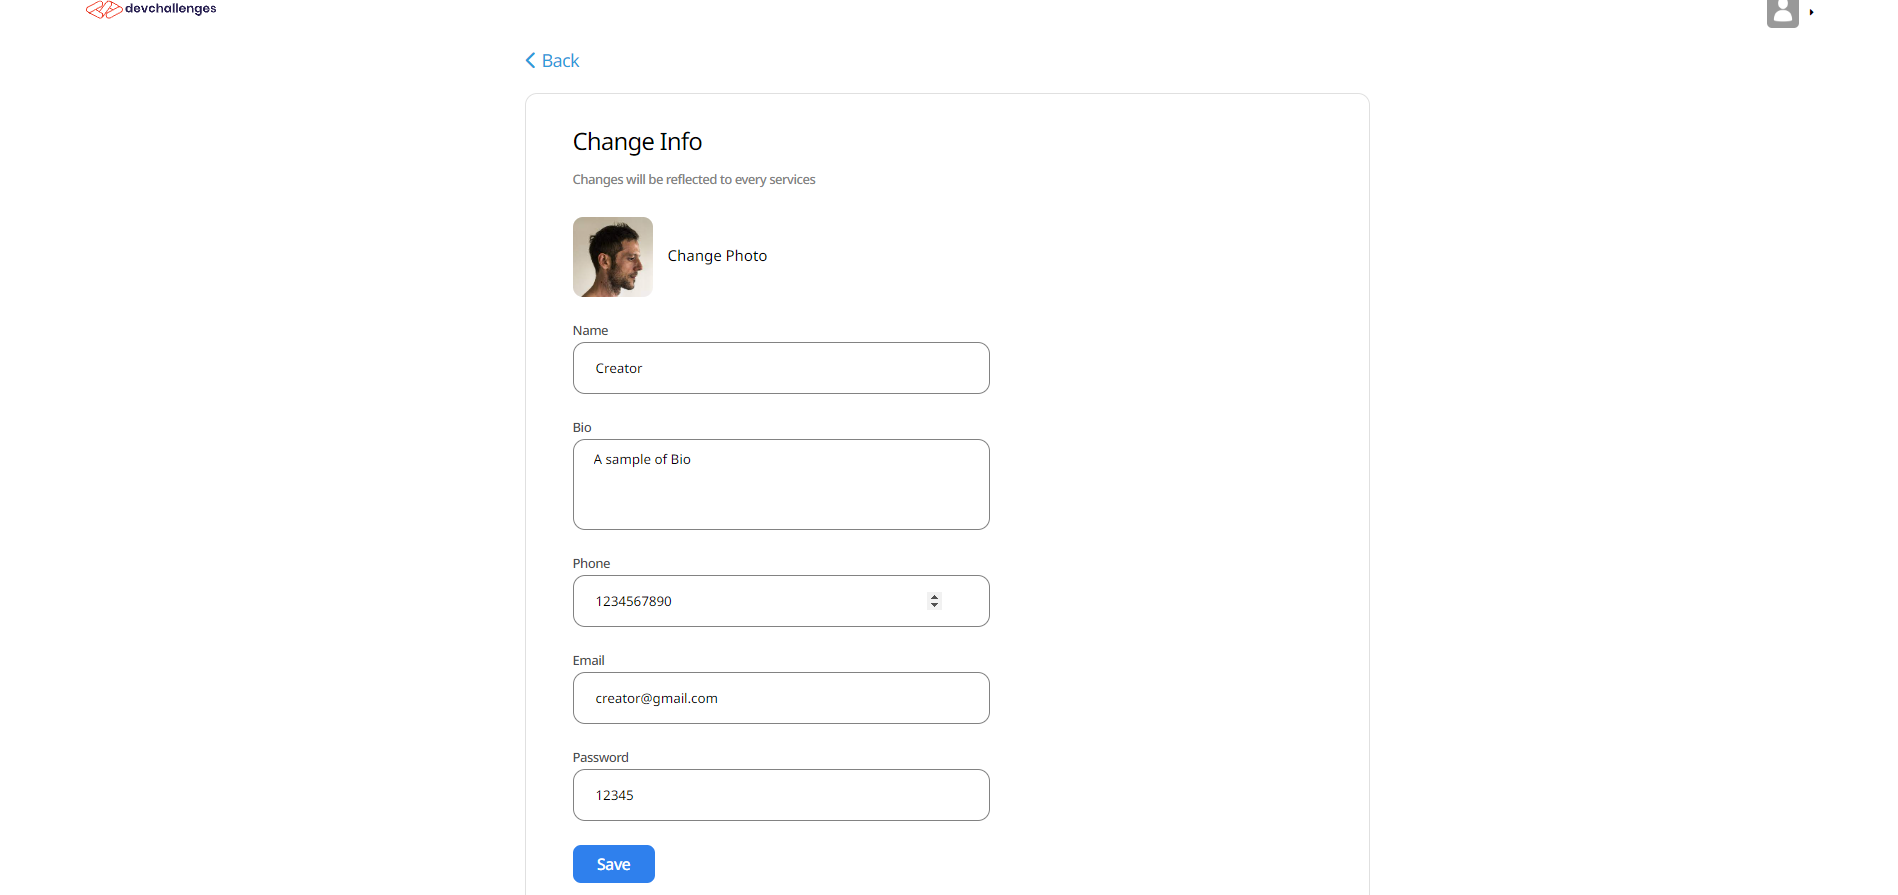 devchallenges
Back
Change Info
Changes will be reflected to every services
Change Photo
Name
Creator
Bio
A sample of Bio
Phone
1234567890
Email
creator@gmail.com
Password
12345
Save